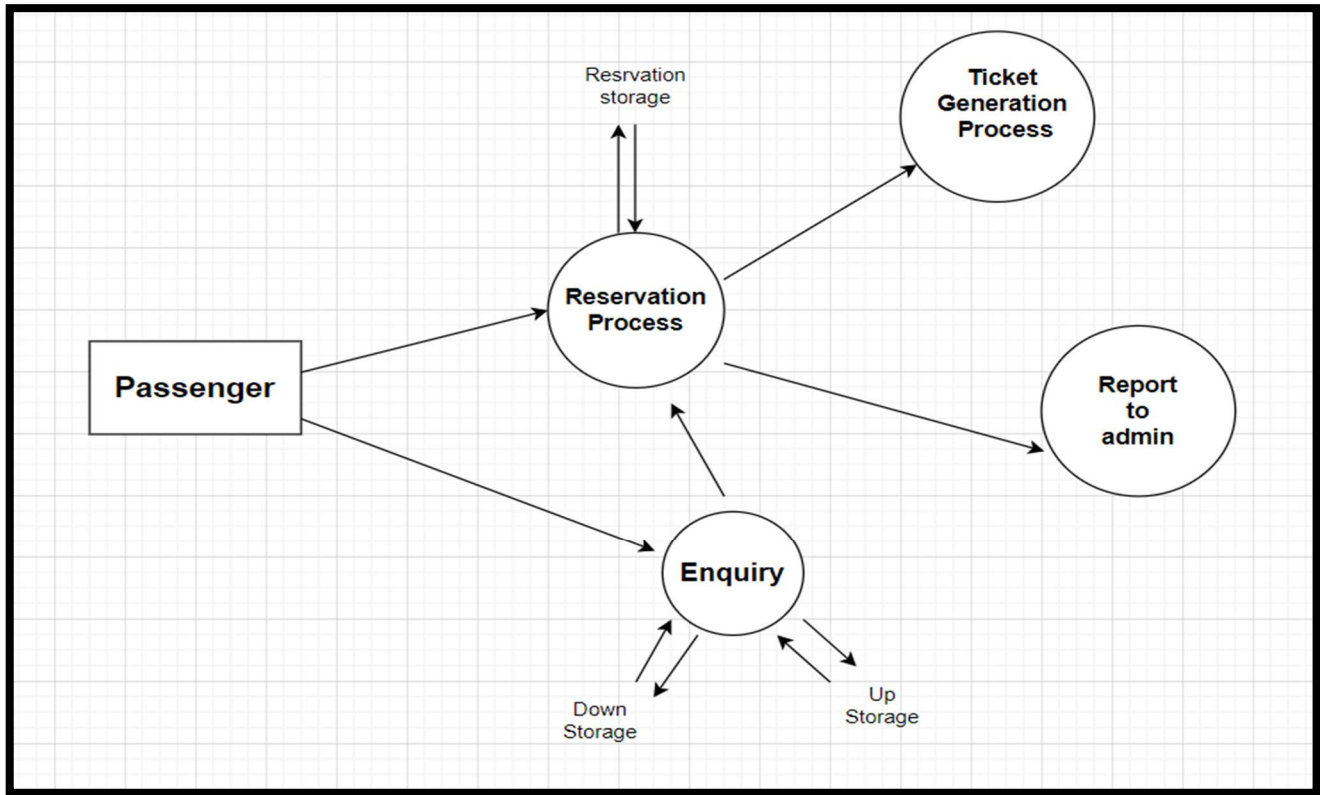 Resrvation
storage
Ticket
Generation
Process
Reservation
Process
Passenger
Report
to
admin
Enquiry
Down
Storage
Up
Storage